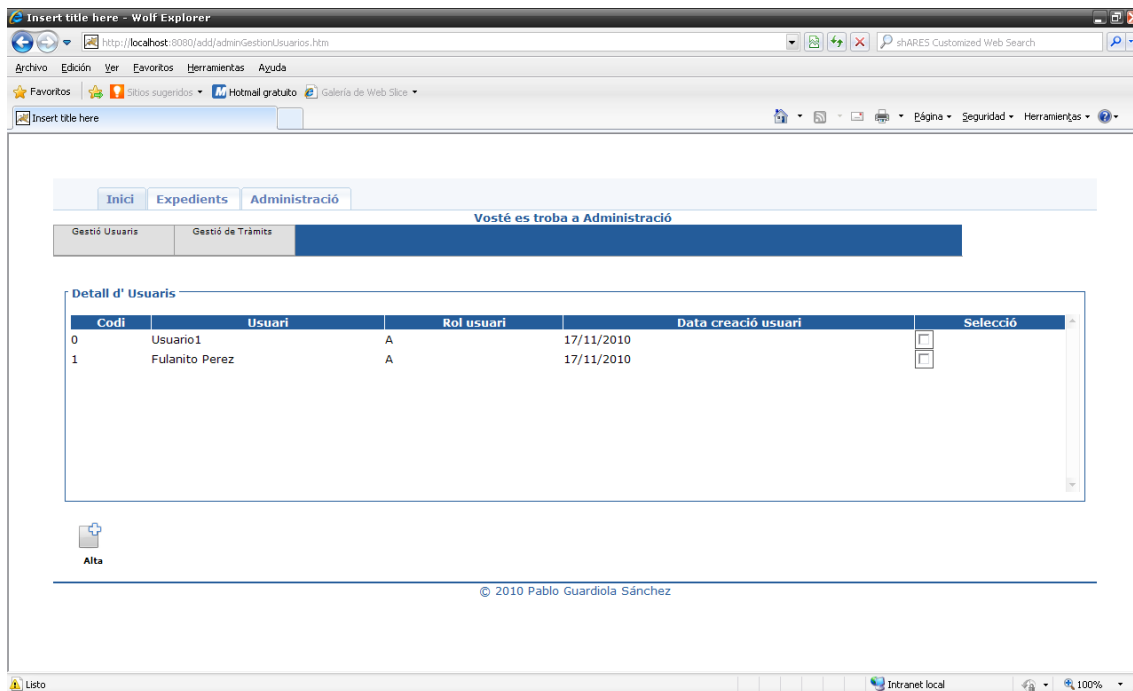 Insert title here - Wolf Explorer
http://localhost:8080/add/adminGestionUsuarios.htm
shARES Customized Web Search
Archivo Edición Ver Favoritos Herramientas Ayuda
Favoritos Sitios sugeridos Hotmail gratuito Galería de Web Slice
Insert title here Página Seguridad Herramientas
Inici Expedients Administració
Vosté es troba a Administració
Gestió Usuaris Gestió de Tràmits
Detall d' Usuaris
Codi Usuari Rol usuari Data creació usuari Selecció
0 Usuario1 A 17/11/2010
1 Fulanito Perez A 17/11/2010
Alta
© 2010 Pablo Guardiola Sánchez
Listo Intranet local 100%